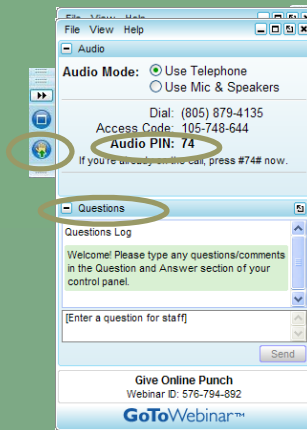 File View Help
File View Help
Audio
Audio Mode: Use Telephone
Use Mic & Speakers
Dial: (805) 879-4135
Access Code: 105-748-644
Audio PIN: 74
If you're already on the call, press #74# now.
Questions
Questions Log
Welcome! Please type any questions/comments
in the Question and Answer section of your
control panel.
[Enter a question for staff]
Send
Give Online Punch
Webinar ID: 576-794-892
GoToWebinar™